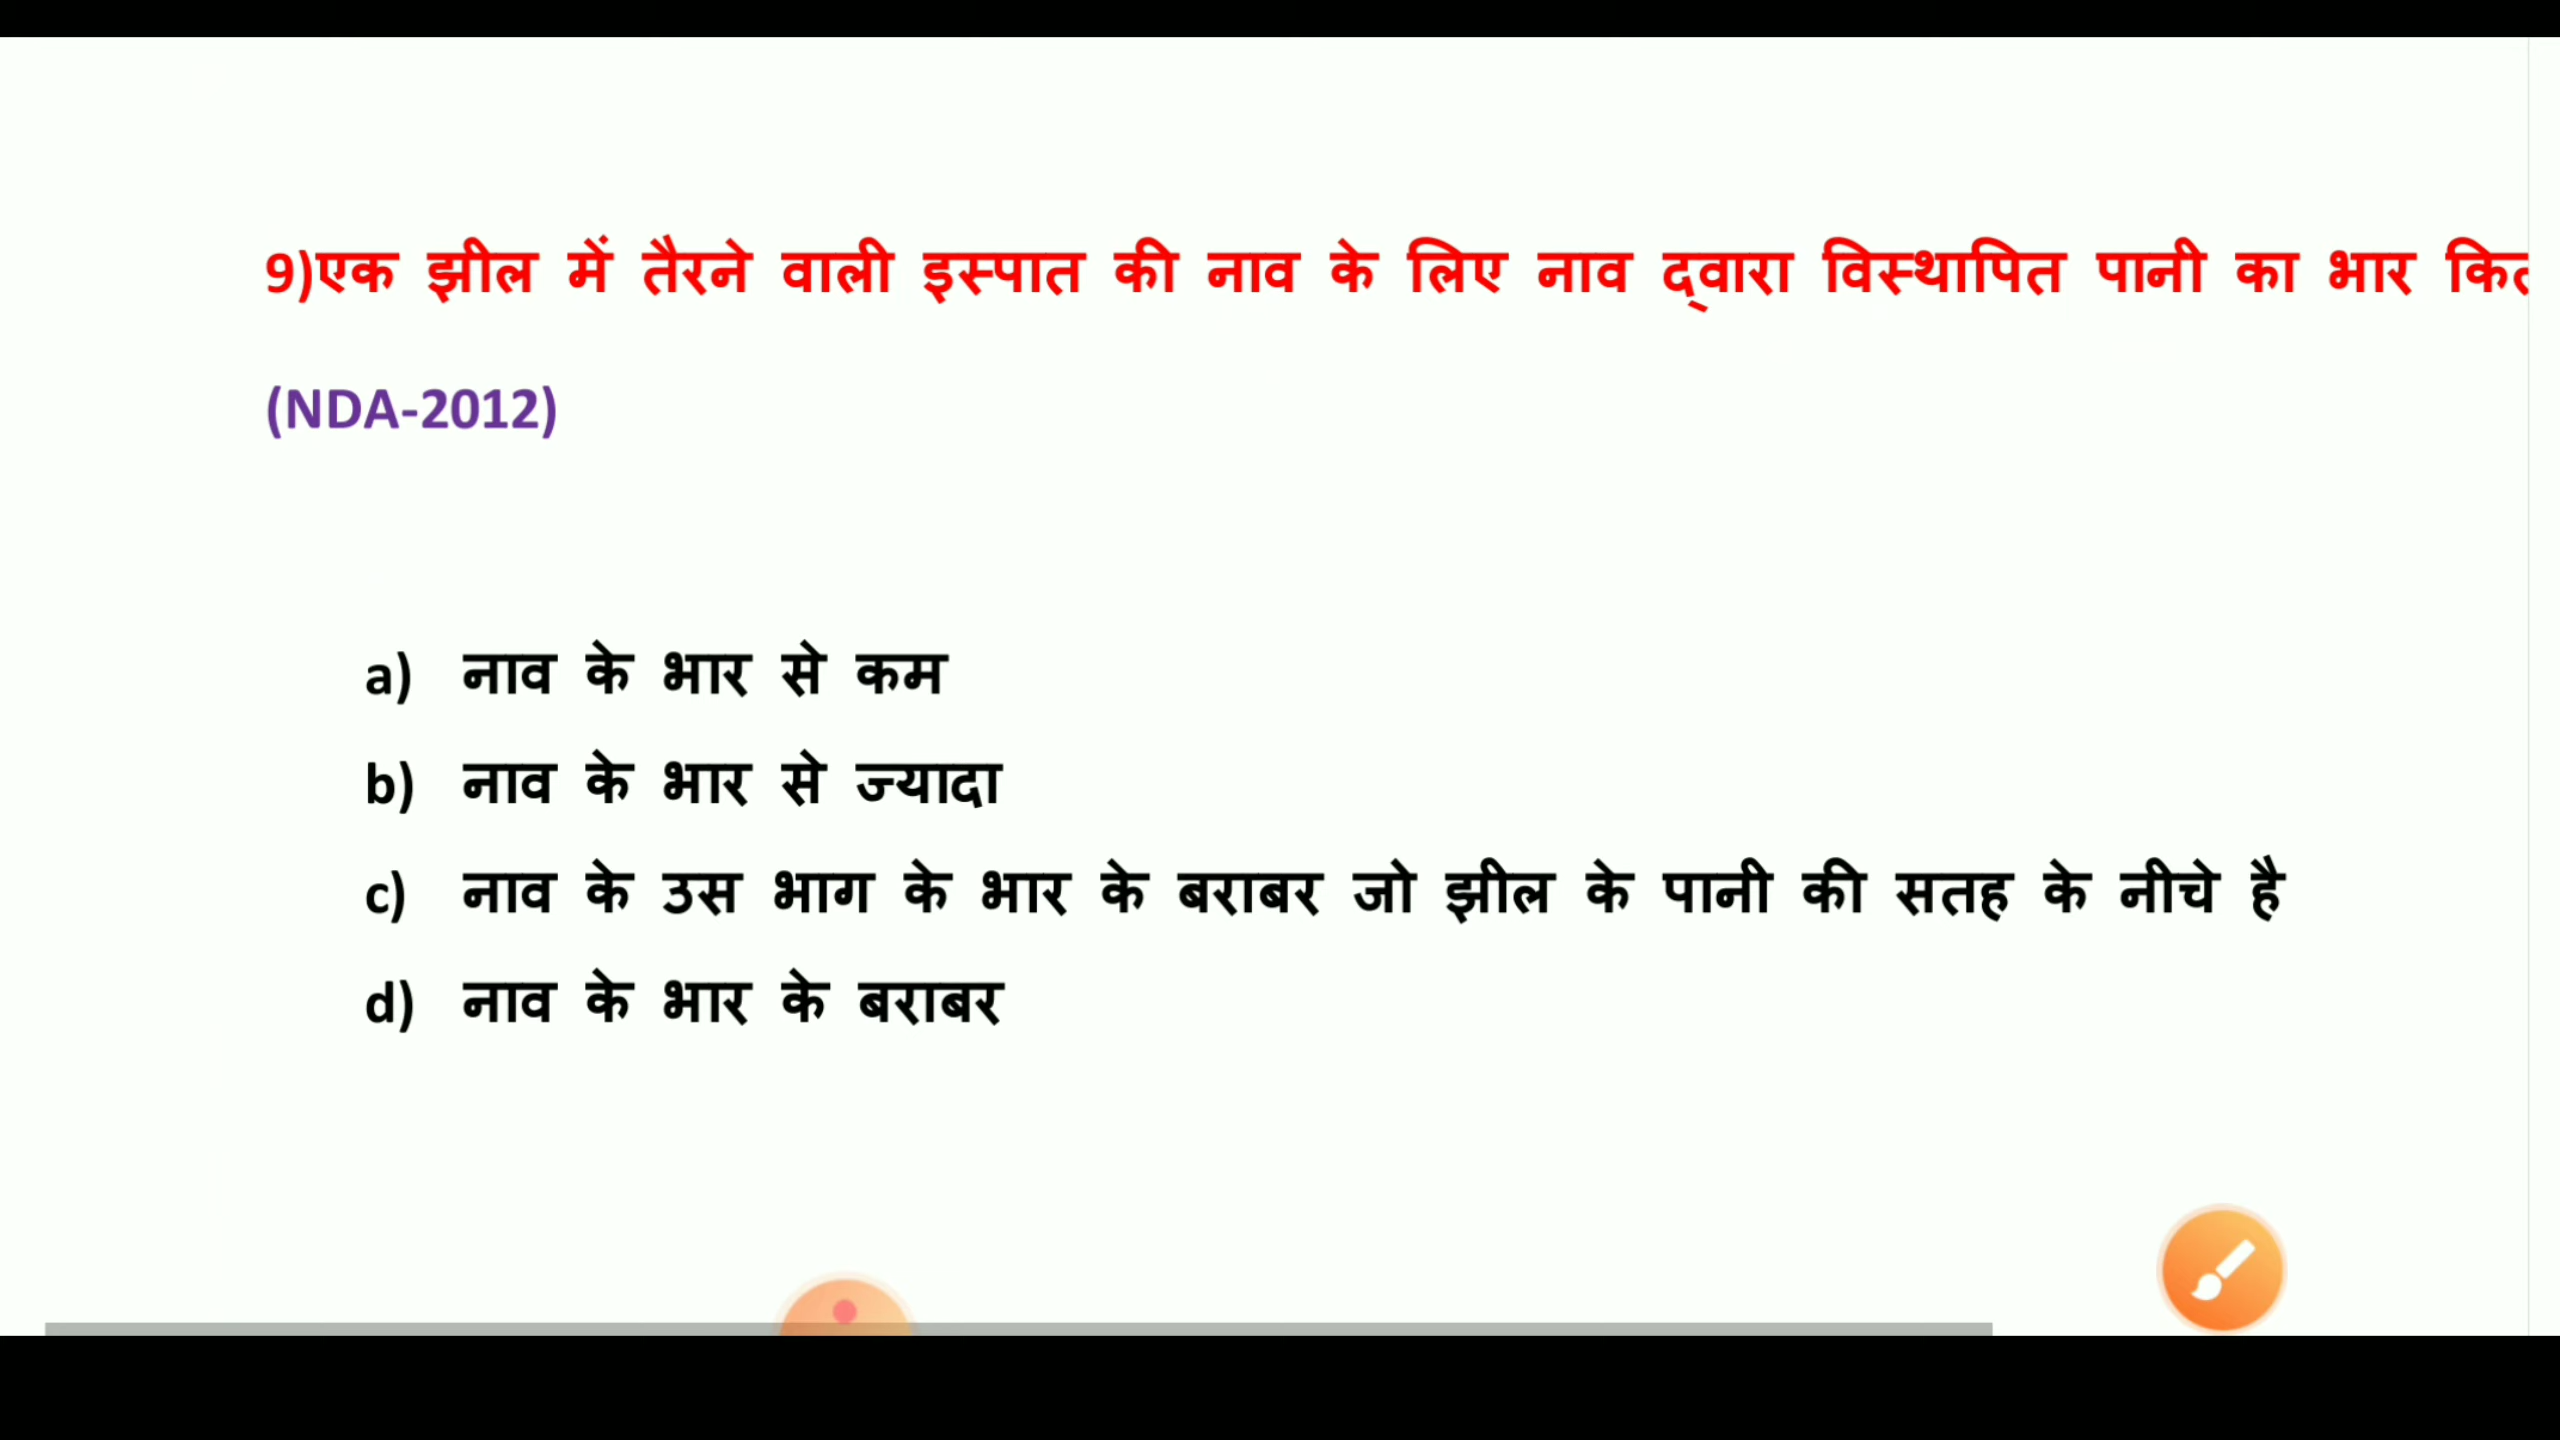 9)एक झील में तैरने वाली इस्पात की नाव के लिए नाव द्वारा विस्थापित पानी का भार
(NDA-2012)
a) नाव के भार से कम
b) नाव के भार से ज्यादा
c) नाव के उस भाग के भार के बराबर जो झील के पानी की सतह के नीचे है
d) नाव के भार के बराबर